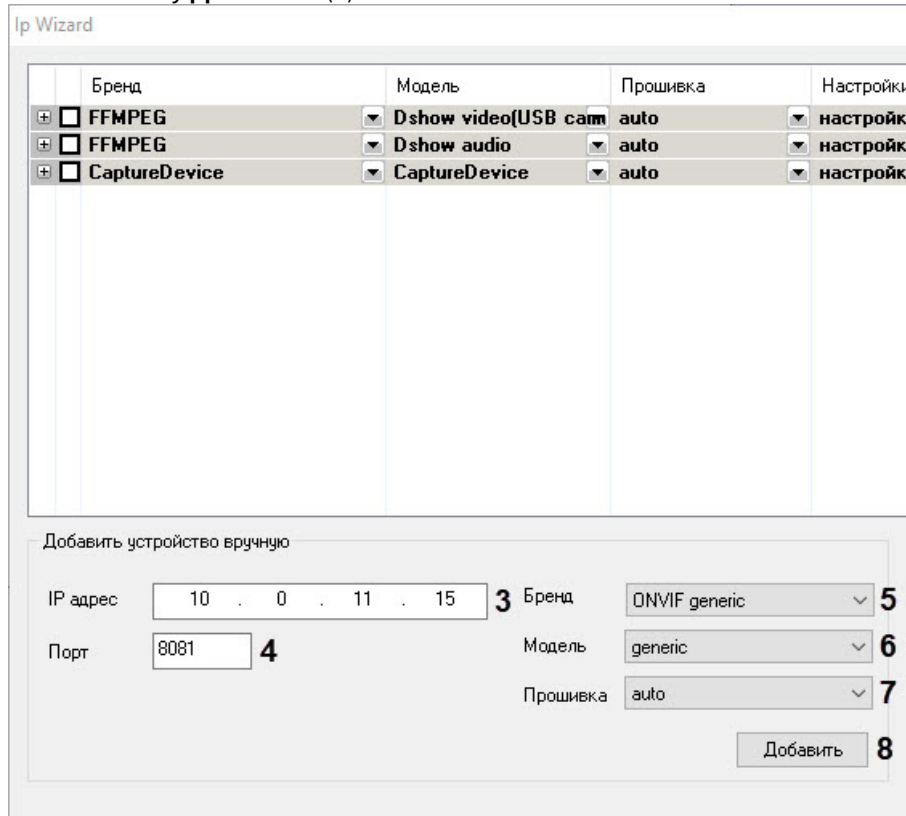 Ip Wizard
Бренд Модель Прошивка Настройки
FFMPEG Dshow video(USB cam auto настройк
FFMPEG Dshow audio auto настройк
CaptureDevice CaptureDevice auto настройк
Добавить устройство вручную
IP адрес 10 . 0 . 11 . 15 3 Бренд ONVIF generic 5
Порт 8081 4 Модель generic 6
Прошивка auto 7
Добавить 8